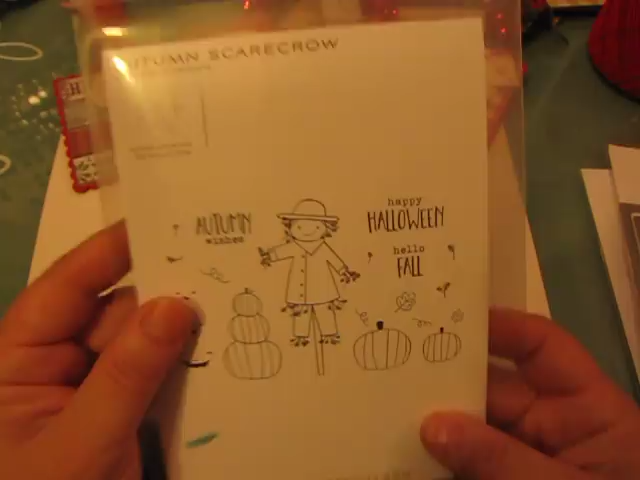 AUTUMN SCARECROW
AUTUMN
wishes
happy
HALLOWEEN
hello
FALL
H